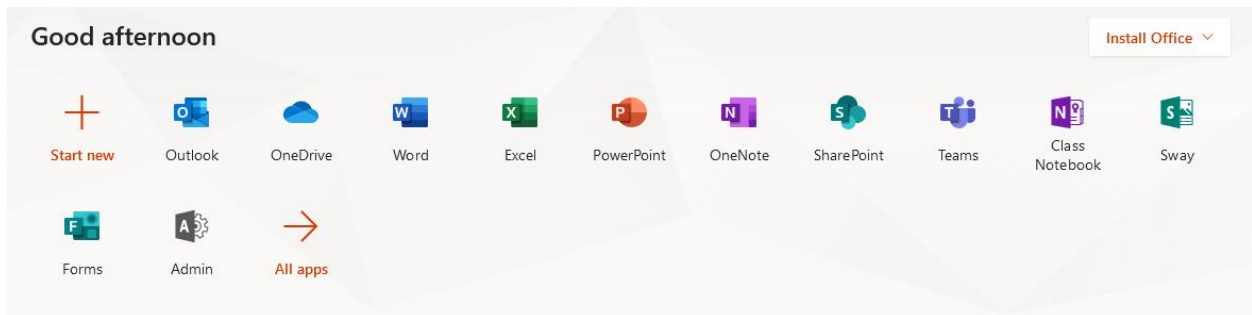 Good afternoon
Install Office
Start new
Outlook
OneDrive
Word
Excel
PowerPoint
OneNote
SharePoint
Teams
Class
Notebook
Sway
Forms
Admin
All apps